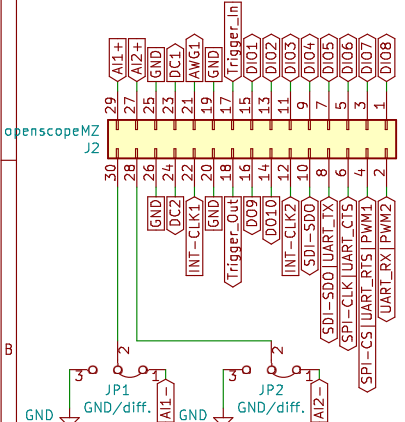 AI1+ AI2+ GND DC1 AWG1 GND Trigger_In DIO1 DIO2 DIO3 DIO4 DIO5 DIO6 DIO7 DIO8
29 27 25 23 21 19 17 15 13 11 9 7 5 3 1
openscopeMZ
J2
30 28 26 24 22 20 18 16 14 12 10 8 6 4 2
GND DC2 INT-CLK1 GND Trigger_Out DO9 DO10 INT-CLK2 SDI-SDO SDI-SDO|UART_TX SPI-CLK|UART_CTS SPI-CS|UART_RTS|PWM1 UART_RX|PWM2
B
2 2
3 1 3 1
JP1 JP2
GND/diff. GND/diff.
AI1- AI2-
GND GND